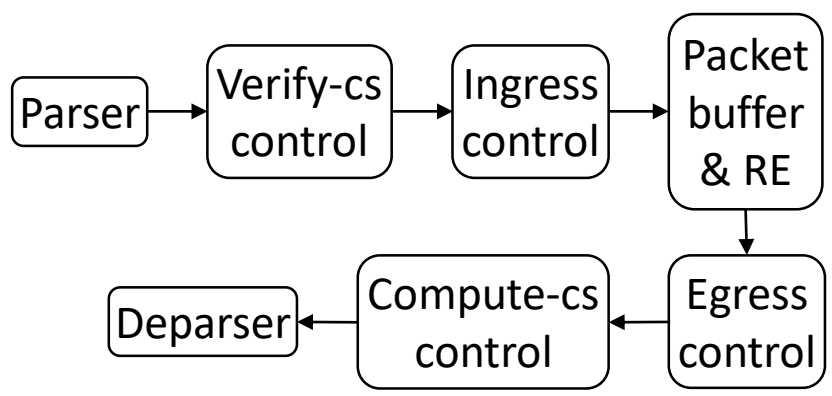 Parser
Verify-cs
control
Ingress
control
Packet
buffer
& RE
Egress
control
Compute-cs
control
Deparser